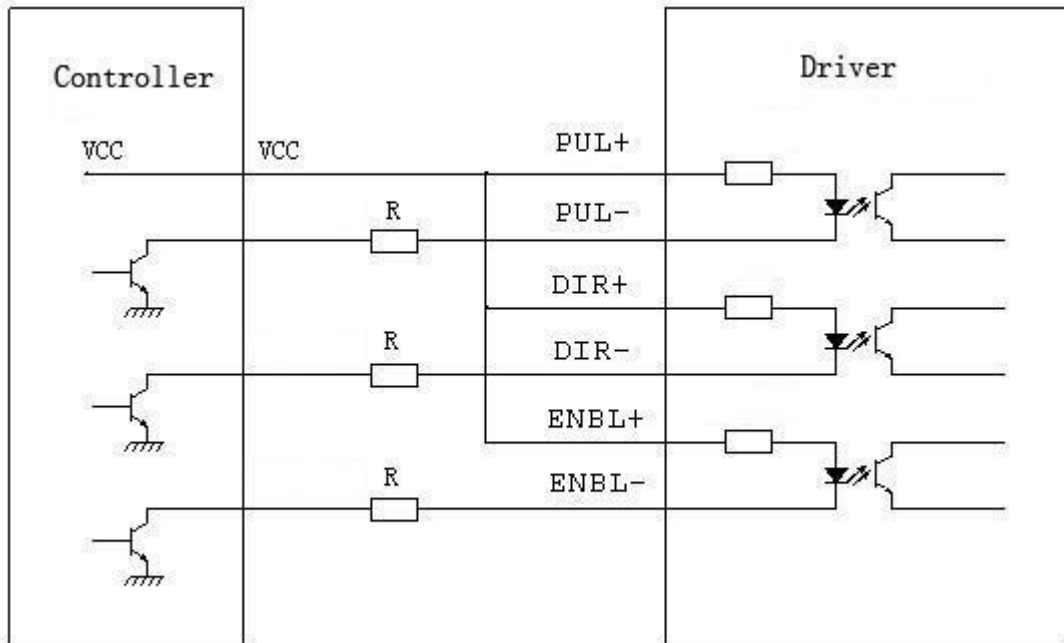 Controller
Driver
VCC
VCC
PUL+
R
PUL-
DIR+
R
DIR-
ENBL+
R
ENBL-